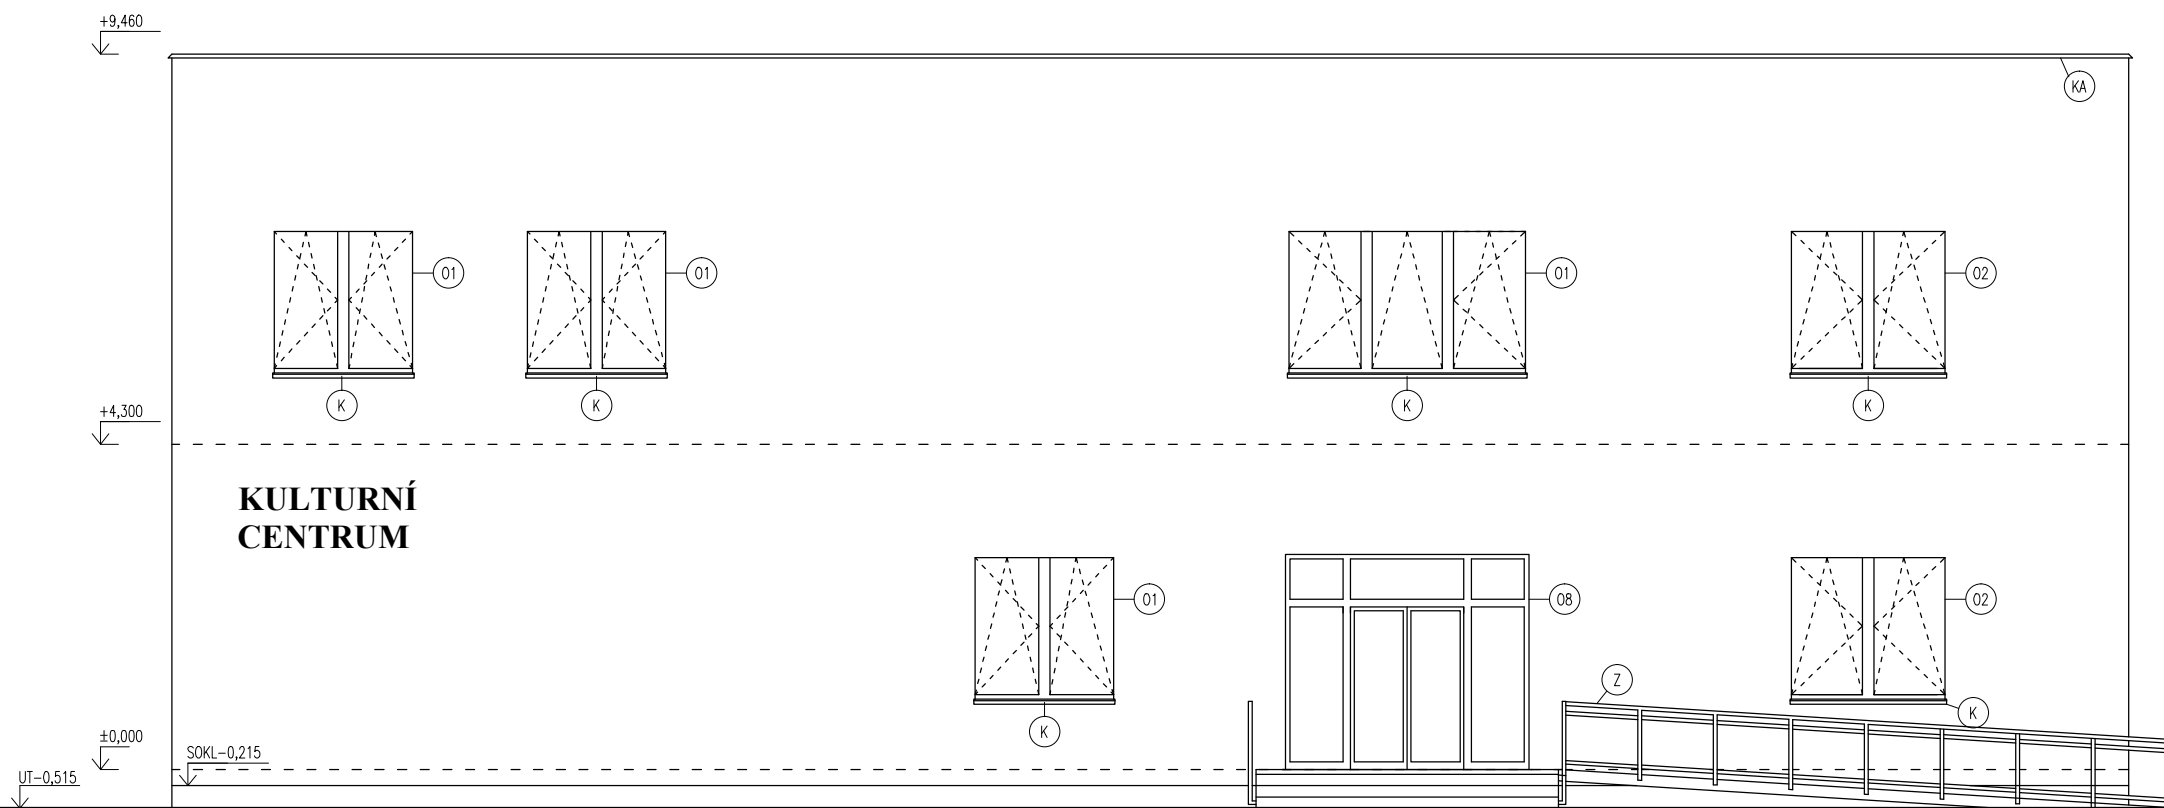 +9,460
KA
01
01
01
02
K
K
K
K
+4,300
KULTURNÍ
CENTRUM
01
08
02
Z
K
K
±0,000
SOKL-0,215
UT-0,515